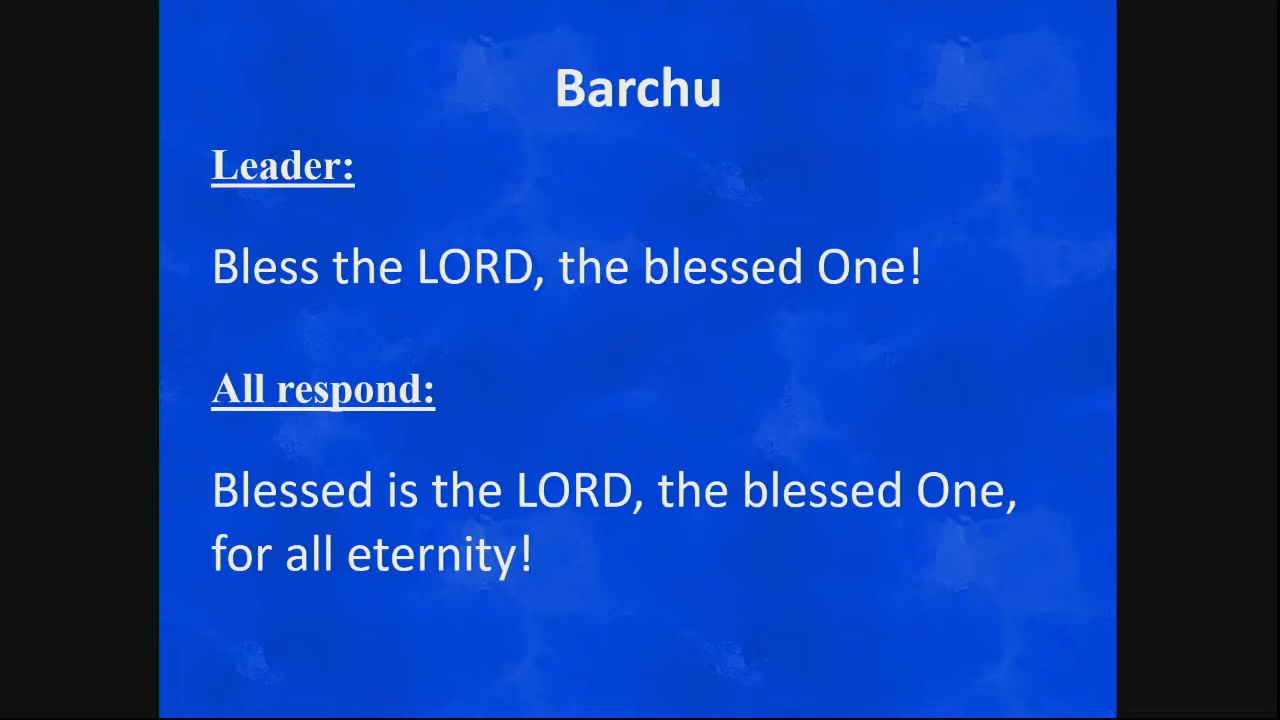 Barchu
Leader:
Bless the LORD, the blessed One!
All respond:
Blessed is the LORD, the blessed One,
for all eternity!